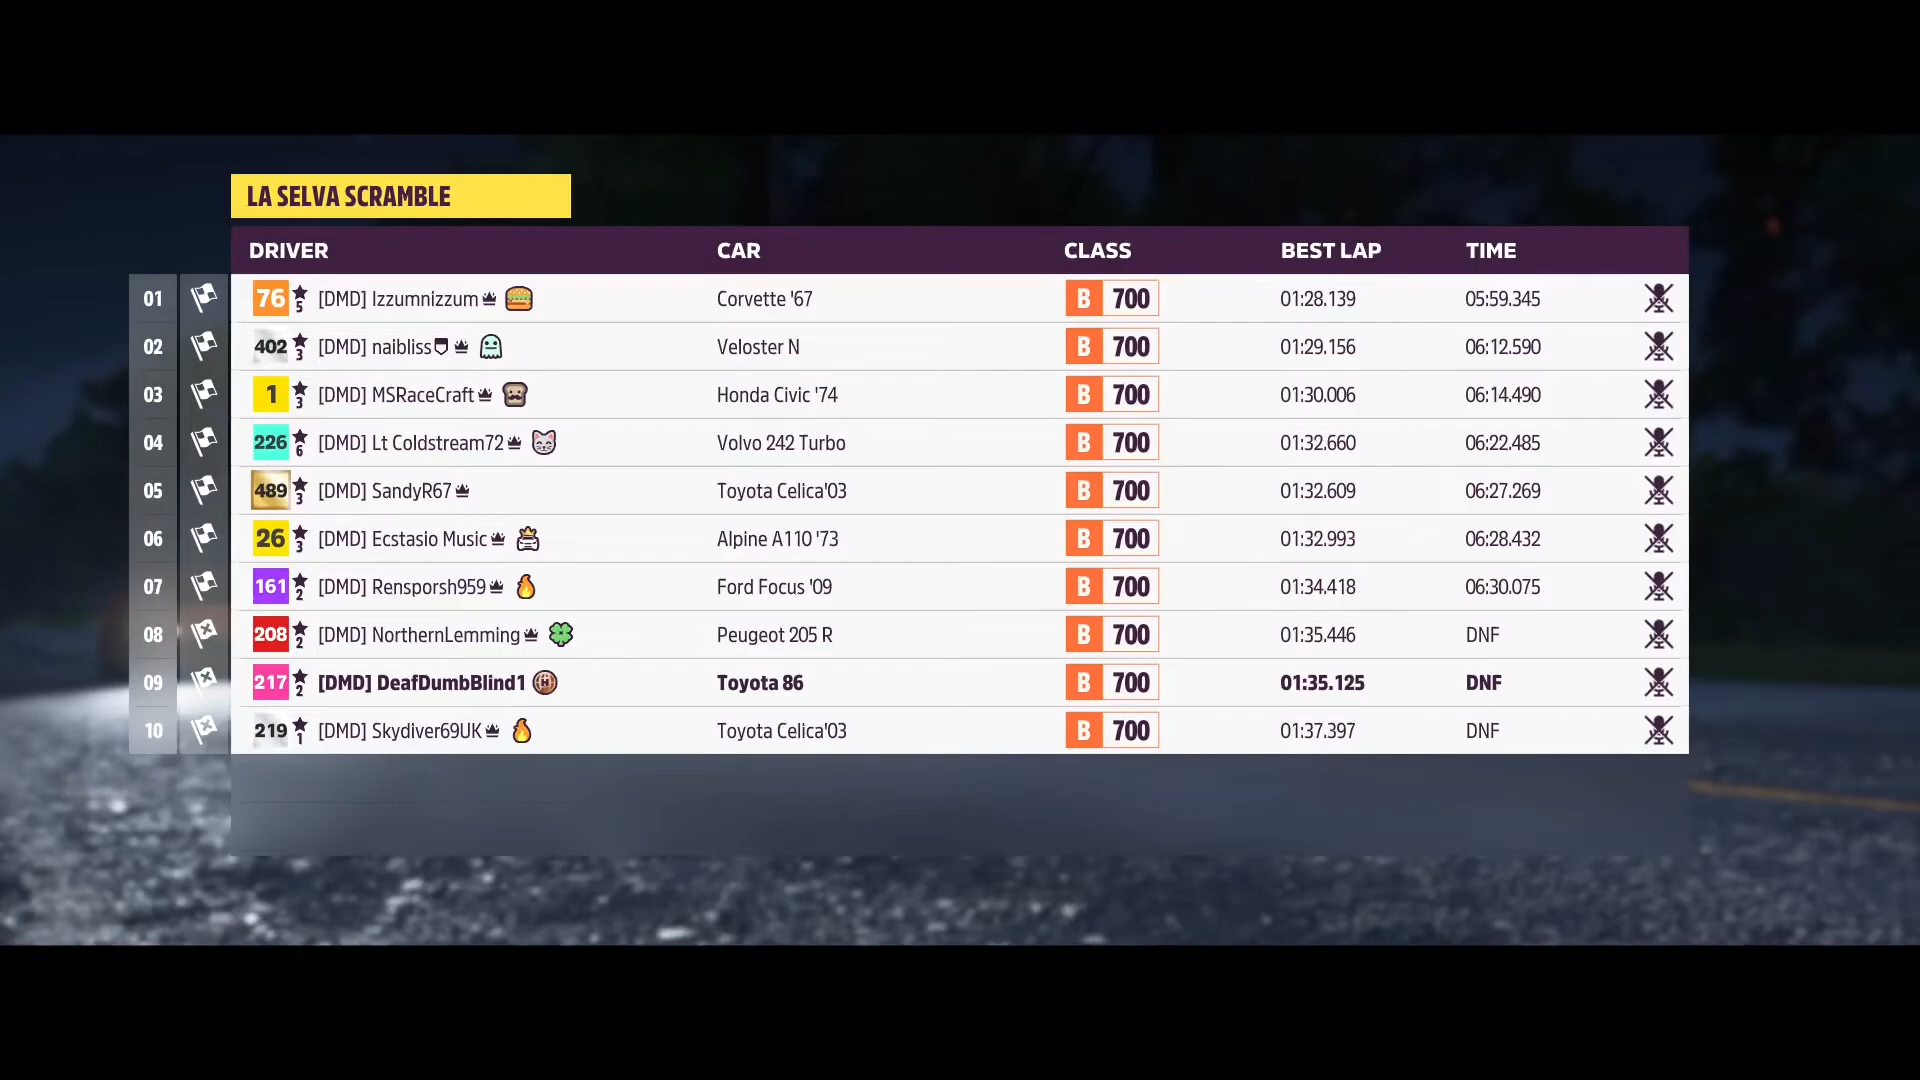 LA SELVA SCRAMBLE
DRIVER CAR CLASS BEST LAP TIME
01 76 5 [DMD] Izzumnizzum Corvette '67 B 700 01:28.139 05:59.345
02 402 3 [DMD] naibliss Veloster N B 700 01:29.156 06:12.590
03 1 3 [DMD] MSRaceCraft Honda Civic '74 B 700 01:30.006 06:14.490
04 226 6 [DMD] Lt Coldstream72 Volvo 242 Turbo B 700 01:32.660 06:22.485
05 489 3 [DMD] SandyR67 Toyota Celica'03 B 700 01:32.609 06:27.269
06 26 3 [DMD] Ecstasio Music Alpine A110 '73 B 700 01:32.993 06:28.432
07 161 2 [DMD] Rensporsh959 Ford Focus '09 B 700 01:34.418 06:30.075
08 208 2 [DMD] NorthernLemming Peugeot 205 R B 700 01:35.446 DNF
09 217 2 [DMD] DeafDumbBlind1 Toyota 86 B 700 01:35.125 DNF
10 219 1 [DMD] Skydiver69UK Toyota Celica'03 B 700 01:37.397 DNF